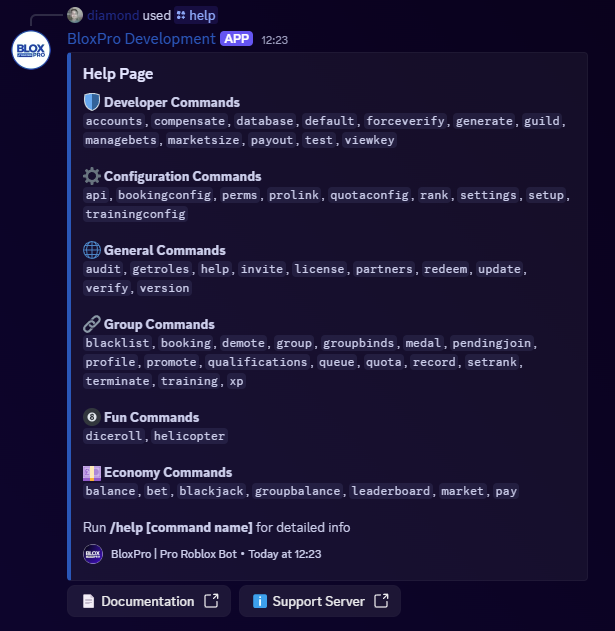 diamond used help
BloxPro Development APP 12:23
BLOX
PRO
Help Page
Developer Commands
accounts, compensate, database, default, forceverify, generate, guild,
managebets, marketsize, payout, test, viewkey
Configuration Commands
api, bookingconfig, perms, prolink, quotaconfig, rank, settings, setup,
trainingconfig
General Commands
audit, getroles, help, invite, license, partners, redeem, update,
verify, version
Group Commands
blacklist, booking, demote, group, groupbinds, medal, pendingjoin,
profile, promote, qualifications, queue, quota, record, setrank,
terminate, training, xp
8 Fun Commands
diceroll, helicopter
Economy Commands
balance, bet, blackjack, groupbalance, leaderboard, market, pay
Run /help [command name] for detailed info
BLOX BloxPro | Pro Roblox Bot • Today at 12:23
Documentation
Support Server